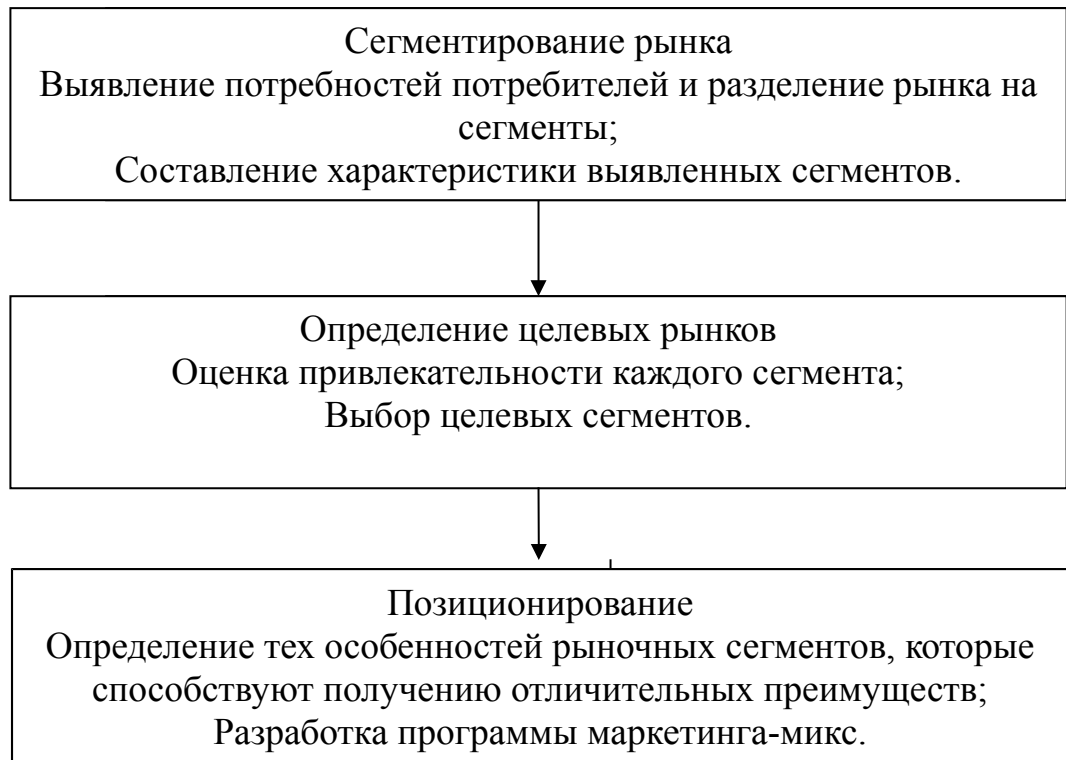 Сегментирование рынка
Выявление потребностей потребителей и разделение рынка на
сегменты;
Составление характеристики выявленных сегментов.
Определение целевых рынков
Оценка привлекательности каждого сегмента;
Выбор целевых сегментов.
Позиционирование
Определение тех особенностей рыночных сегментов, которые
способствуют получению отличительных преимуществ;
Разработка программы маркетинга-микс.